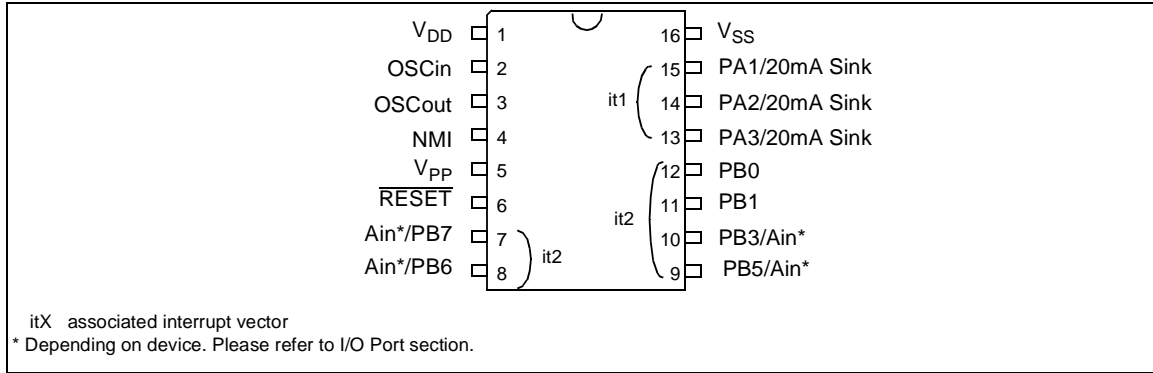 VDD 1 16 VSS
OSCin 2 15 PA1/20mA Sink
OSCout 3 it1 14 PA2/20mA Sink
NMI 4 13 PA3/20mA Sink
VPP 5 12 PB0
RESET 6 11 PB1
it2
Ain*/PB7 7 10 PB3/Ain*
it2
Ain*/PB6 8 9 PB5/Ain*
itX associated interrupt vector
* Depending on device. Please refer to I/O Port section.